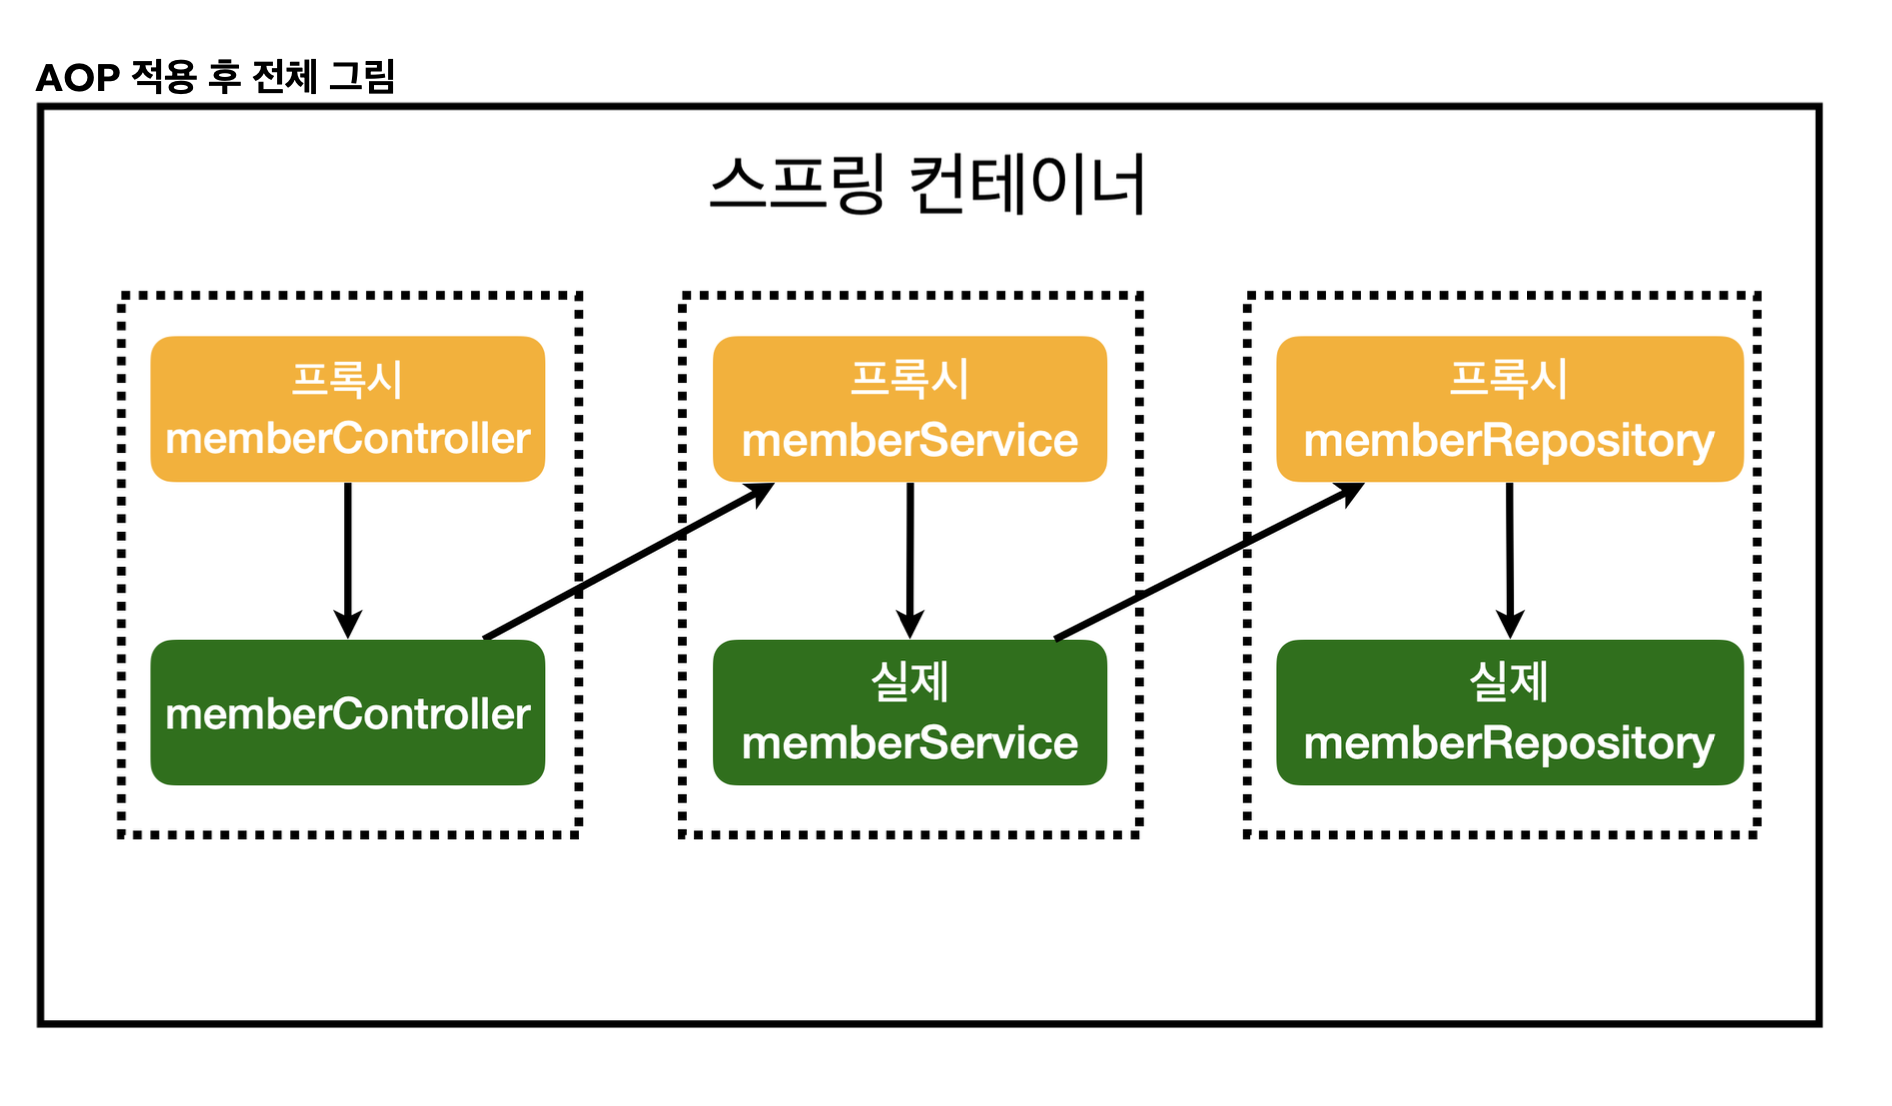 AOP 적용 후 전체 그림
스프링 컨테이너
프록시
memberController
memberController
프록시
memberService
실제
memberService
프록시
memberRepository
실제
memberRepository